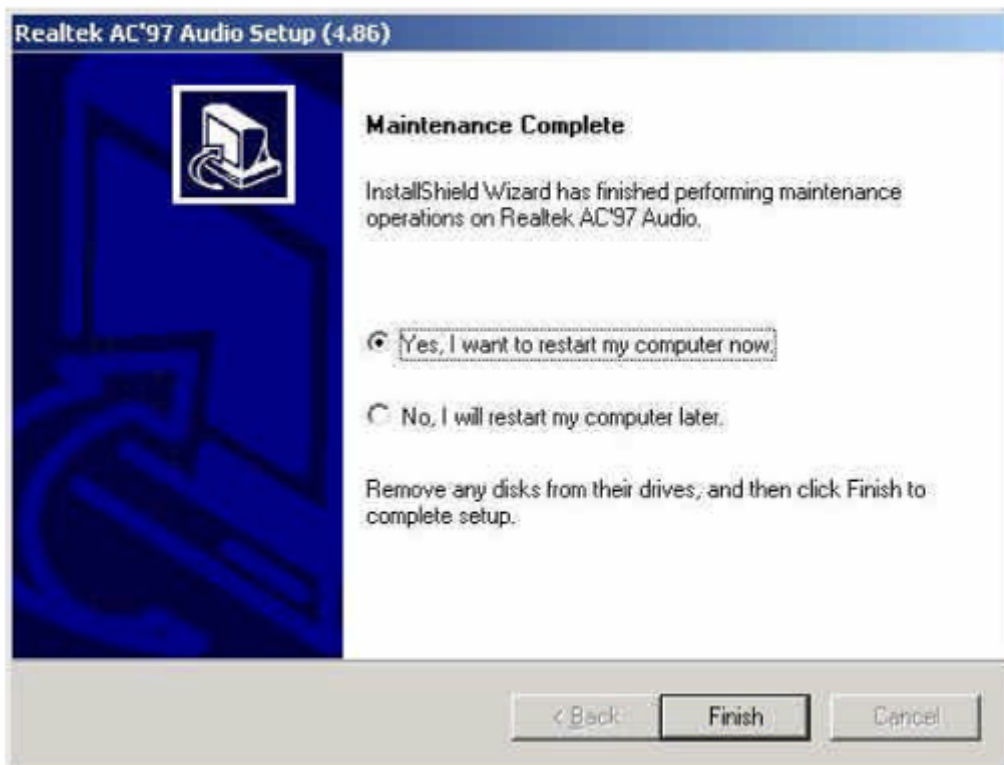 Realtek AC'97 Audio Setup (4.86)
Maintenance Complete
InstallShield Wizard has finished performing maintenance
operations on Realtek AC'97 Audio.
Yes, I want to restart my computer now.
No, I will restart my computer later.
Remove any disks from their drives, and then click Finish to
complete setup.
< Back Finish Cancel